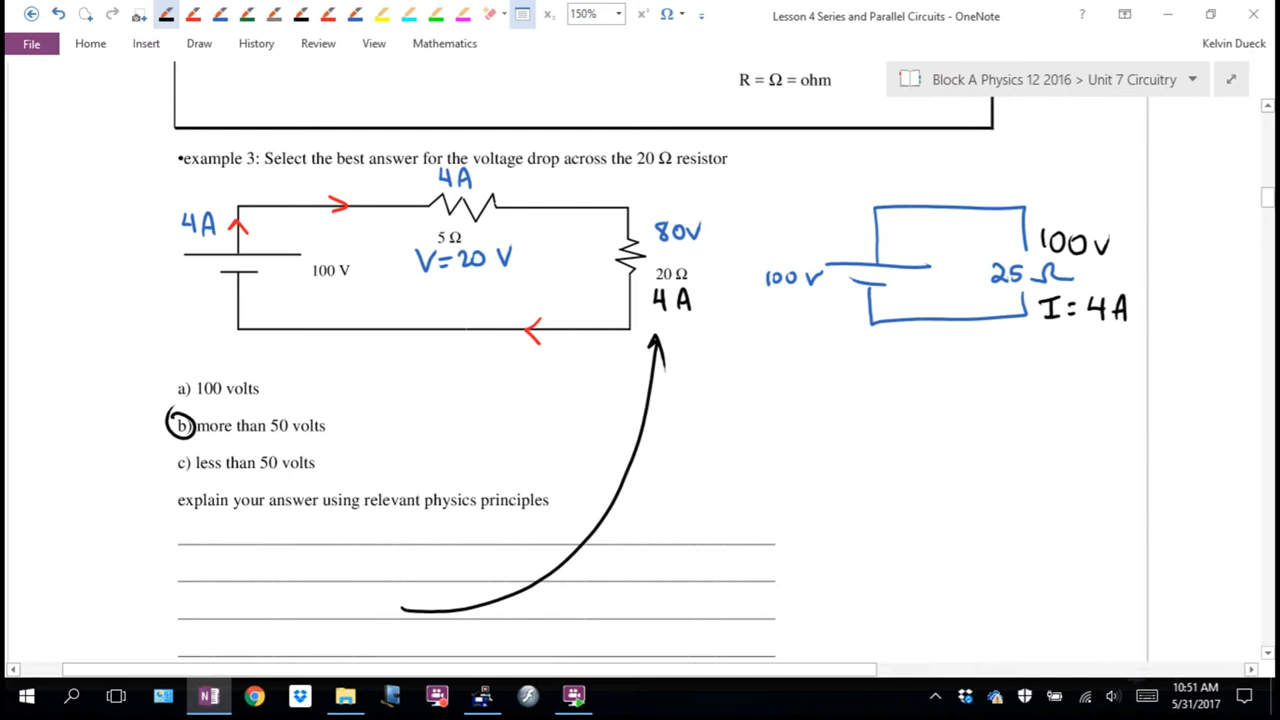 150%
x₁
x²
Ω
Lesson 4 Series and Parallel Circuits - OneNote
?
File Home Insert Draw History Review View Mathematics
Kelvin Dueck
R = Ω = ohm
Block A Physics 12 2016 > Unit 7 Circuitry
•example 3: Select the best answer for the voltage drop across the 20 Ω resistor
4A
4A
5 Ω
V=20 V
100 V
80V
20 Ω
4 A
100 V
100V
25 Ω
I = 4A
a) 100 volts
b) more than 50 volts
c) less than 50 volts
explain your answer using relevant physics principles
10:51 AM
5/31/2017